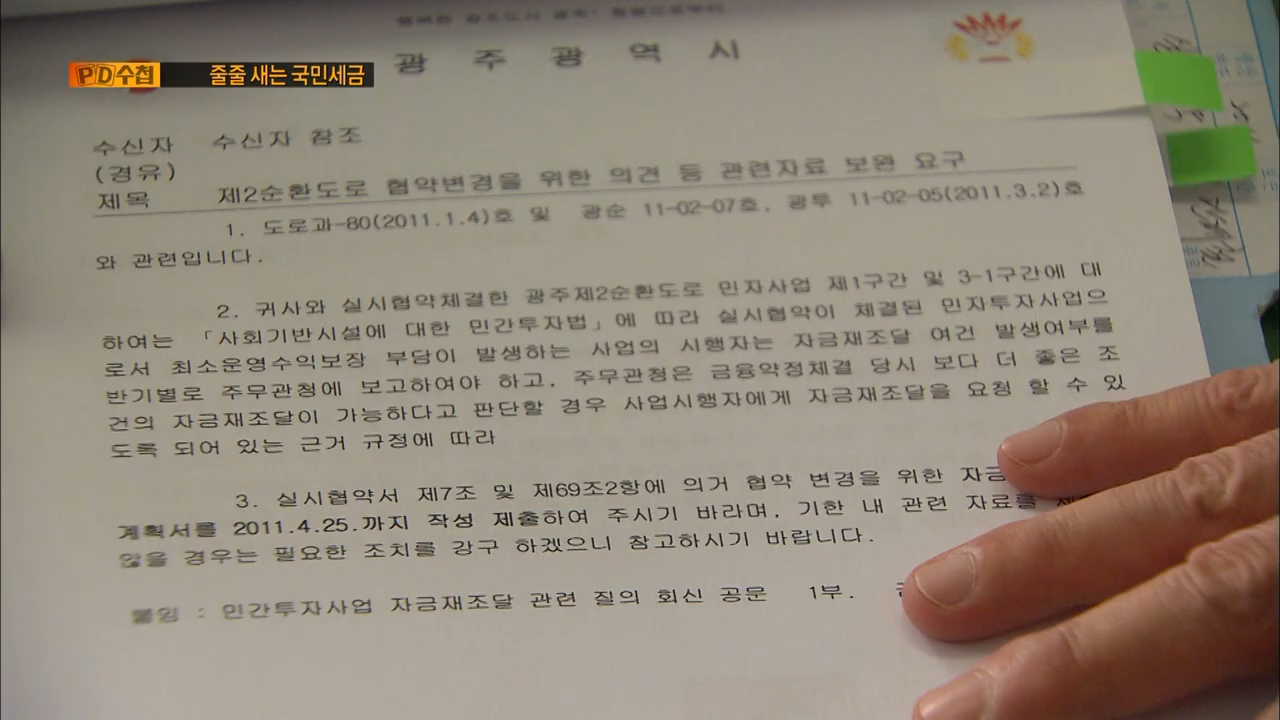 PD수첩 줄줄 새는 국민세금
광 주 광 역 시
수신자 수신자 참조
(경유)
제목 제2순환도로 협약변경을 위한 의견 등 관련자료 보완 요구
1. 도로과-80(2011.1.4)호 및 광순 11-02-07호, 광투 11-02-05(2011.3.2)호
와 관련입니다.
2. 귀사와 실시협약체결한 광주제2순환도로 민자사업 제1구간 및 3-1구간에 대
하여는 「사회기반시설에 대한 민간투자법」에 따라 실시협약이 체결된 민자투자사업으
로서 최소운영수익보장 부담이 발생하는 사업의 시행자는 자금재조달 여건 발생여부를
반기별로 주무관청에 보고하여야 하고, 주무관청은 금융약정체결 당시 보다 더 좋은 조
건의 자금재조달이 가능하다고 판단할 경우 사업시행자에게 자금재조달을 요청 할 수 있
도록 되어 있는 근거 규정에 따라
3. 실시협약서 제7조 및 제69조2항에 의거 협약 변경을 위한 자금
계획서를 2011.4.25.까지 작성 제출하여 주시기 바라며, 기한 내 관련 자료를
않을 경우는 필요한 조치를 강구 하겠으니 참고하시기 바랍니다.
붙임 : 민간투자사업 자금재조달 관련 질의 회신 공문 1부.